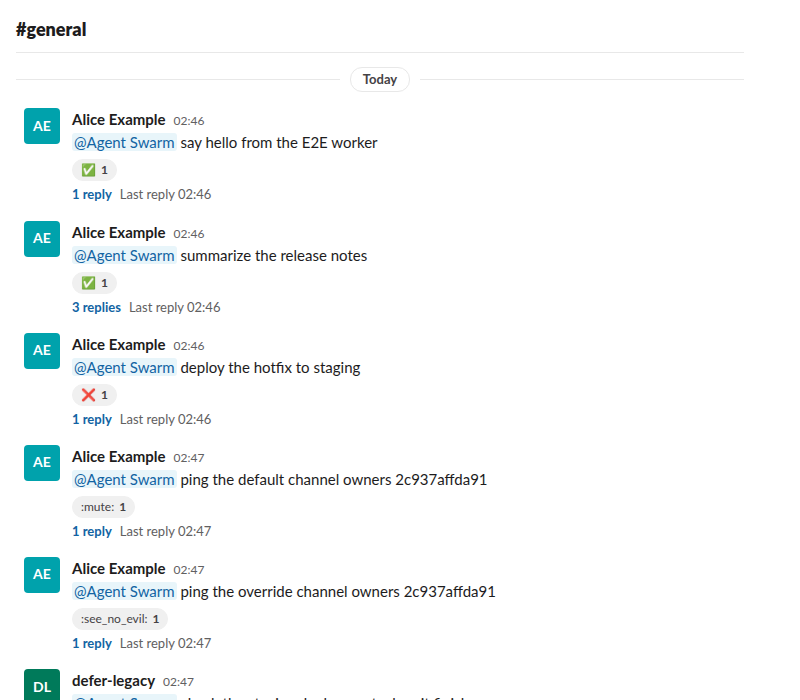 #general
Today
AE
Alice Example 02:46
@Agent Swarm say hello from the E2E worker
✅ 1
1 reply Last reply 02:46
AE
Alice Example 02:46
@Agent Swarm summarize the release notes
✅ 1
3 replies Last reply 02:46
AE
Alice Example 02:46
@Agent Swarm deploy the hotfix to staging
❌ 1
1 reply Last reply 02:46
AE
Alice Example 02:47
@Agent Swarm ping the default channel owners 2c937affda91
:mute: 1
1 reply Last reply 02:47
AE
Alice Example 02:47
@Agent Swarm ping the override channel owners 2c937affda91
:see_no_evil: 1
1 reply Last reply 02:47
DL
defer-legacy 02:47